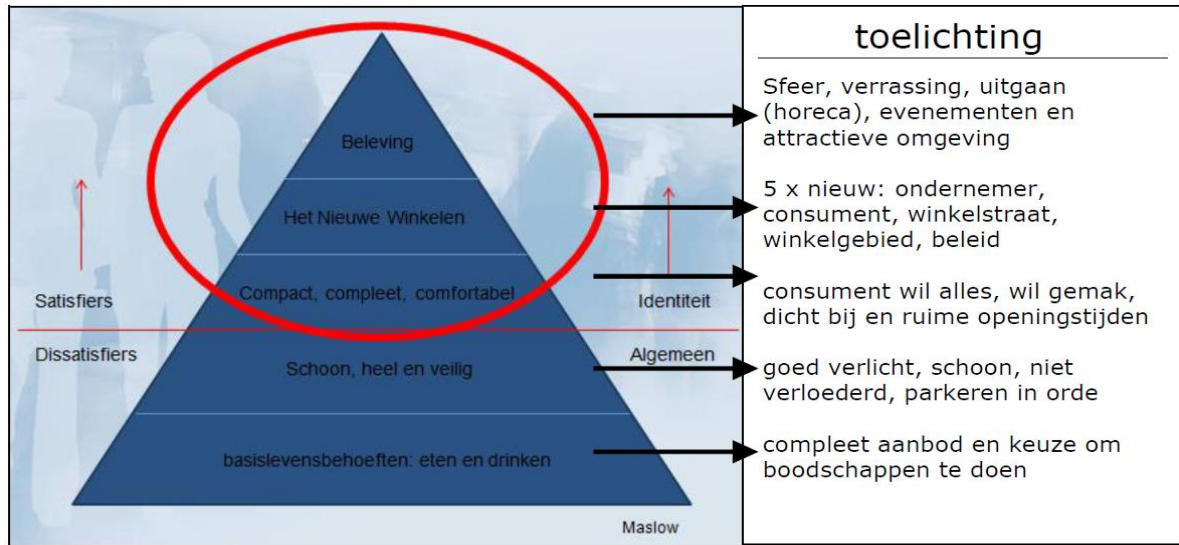 toelichting
Beleving
Het Nieuwe Winkelen
Compact, compleet, comfortabel
Satisfiers
Identiteit
Dissatisfiers
Algemeen
Schoon, heel en veilig
basislevensbehoeften: eten en drinken
Maslow
Sfeer, verrassing, uitgaan
(horeca), evenementen en
attractieve omgeving
5 x nieuw: ondernemer,
consument, winkelstraat,
winkelgebied, beleid
consument wil alles, wil gemak,
dicht bij en ruime openingstijden
goed verlicht, schoon, niet
verloederd, parkeren in orde
compleet aanbod en keuze om
boodschappen te doen